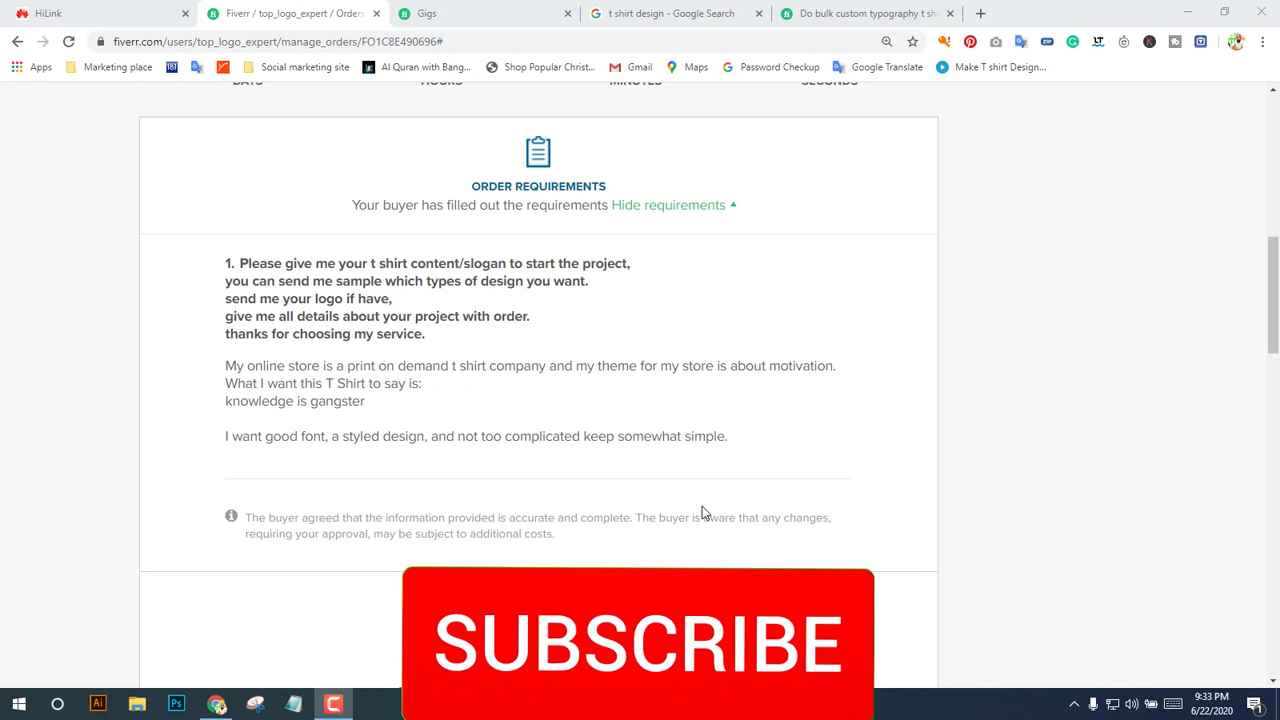 HiLink
Fiverr / top_logo_expert / Orders
Gigs
t shirt design - Google Search
Do bulk custom typography t sh
fiverr.com/users/top_logo_expert/manage_orders/FO1C8E490696#
Apps
Marketing place
Social marketing site
Al Quran with Bang...
Shop Popular Christ...
Gmail
Maps
Password Checkup
Google Translate
Make T shirt Design...
DAYS HOURS MINUTES SECONDS
ORDER REQUIREMENTS
Your buyer has filled out the requirements Hide requirements
1. Please give me your t shirt content/slogan to start the project,
you can send me sample which types of design you want.
send me your logo if have,
give me all details about your project with order.
thanks for choosing my service.
My online store is a print on demand t shirt company and my theme for my store is about motivation.
What I want this T Shirt to say is:
knowledge is gangster
I want good font, a styled design, and not too complicated keep somewhat simple.
The buyer agreed that the information provided is accurate and complete. The buyer is aware that any changes,
requiring your approval, may be subject to additional costs.
SUBSCRIBE
9:33 PM
6/22/2020